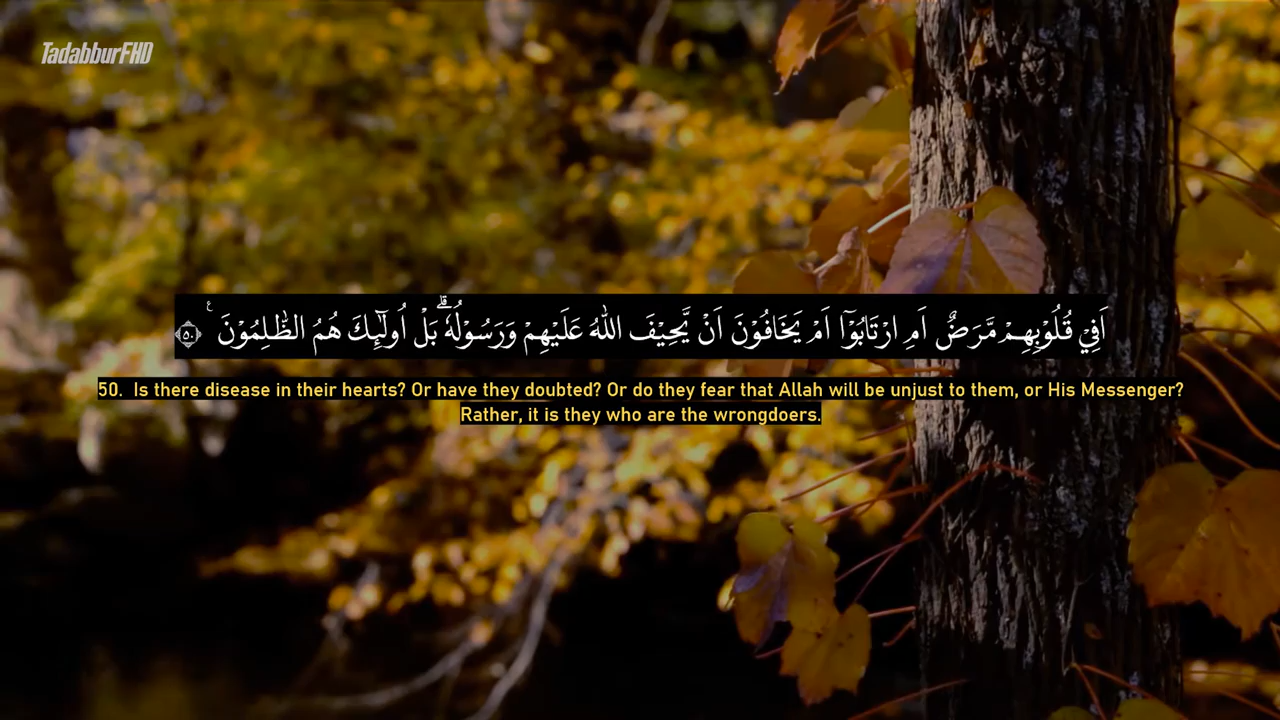 TadabburFHD
اَفِيْ قُلُوْبِهِمْ مَّرَضٌ اَمِ ارْتَابُوْٓا اَمْ يَخَافُوْنَ اَنْ يَّحِيْفَ اللّٰهُ عَلَيْهِمْ وَرَسُوْلُهٗ ۗ بَلْ اُولٰۤىِٕكَ هُمُ الظّٰلِمُوْنَ ࣖ ٥٠
50. Is there disease in their hearts? Or have they doubted? Or do they fear that Allah will be unjust to them, or His Messenger?
Rather, it is they who are the wrongdoers.